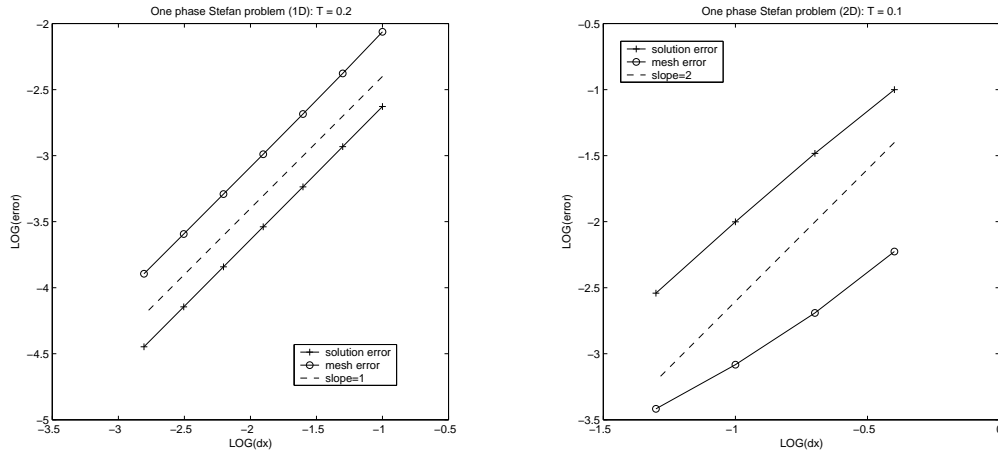 One phase Stefan problem (1D): T = 0.2
−2
−2.5
−3
−3.5
−4
−4.5
−5
LOG(error)
solution error
mesh error
slope=1
−3.5 −3 −2.5 −2 −1.5 −1 −0.5
LOG(dx)
One phase Stefan problem (2D): T = 0.1
−0.5
−1
−1.5
−2
−2.5
−3
−3.5
LOG(error)
solution error
mesh error
slope=2
−1.5 −1 −0.5 0
LOG(dx)